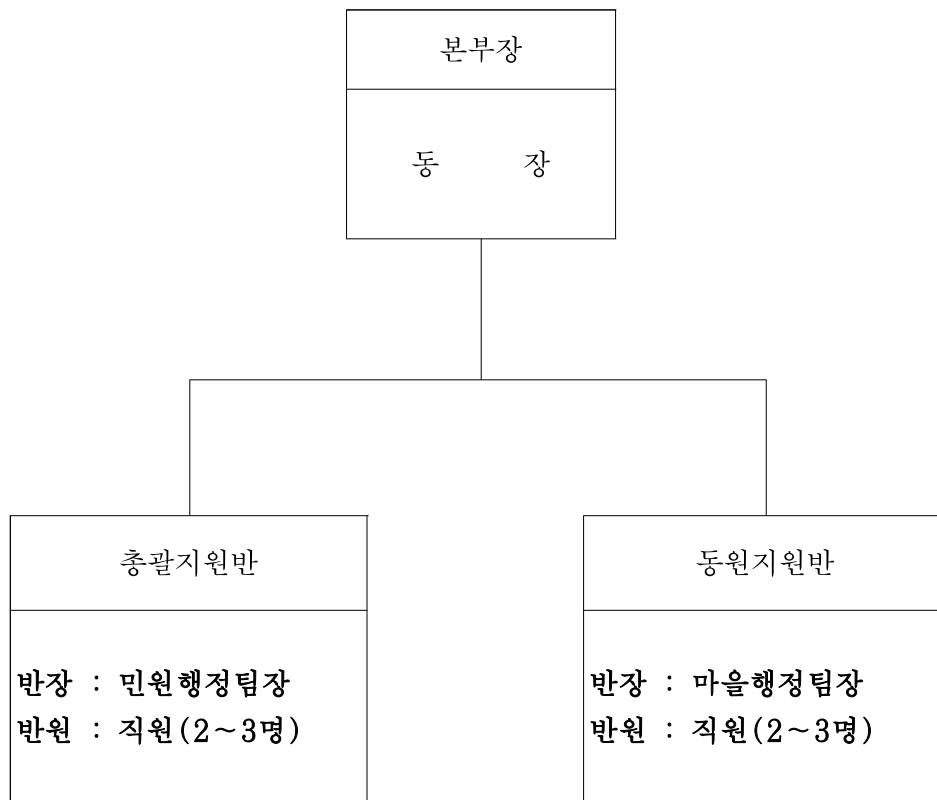 본부장
동 장
총괄지원반
반장 : 민원행정팀장
반원 : 직원(2~3명)
동원지원반
반장 : 마을행정팀장
반원 : 직원(2~3명)